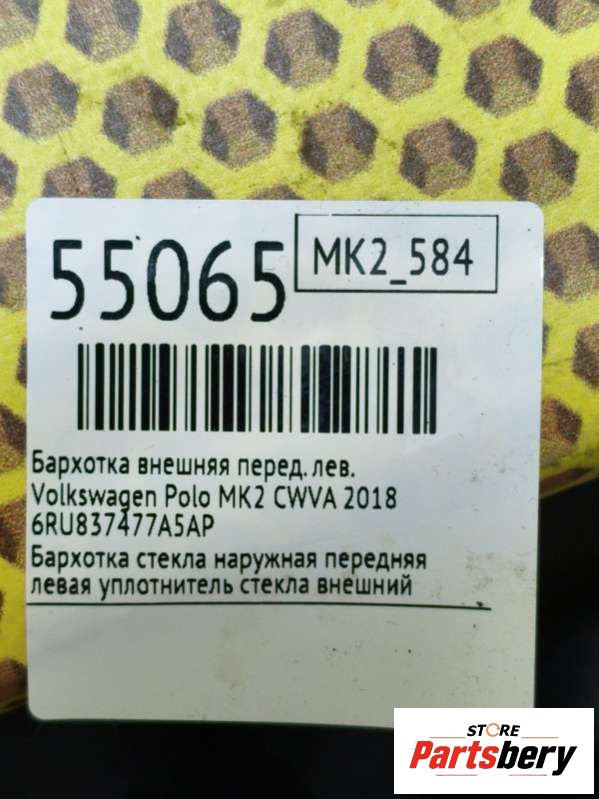 55065
MK2_584
Бархотка внешняя перед. лев.
Volkswagen Polo MK2 CWVA 2018
6RU837477A5AP
Бархотка стекла наружная передняя
левая уплотнитель стекла внешний
STORE
Partsbery